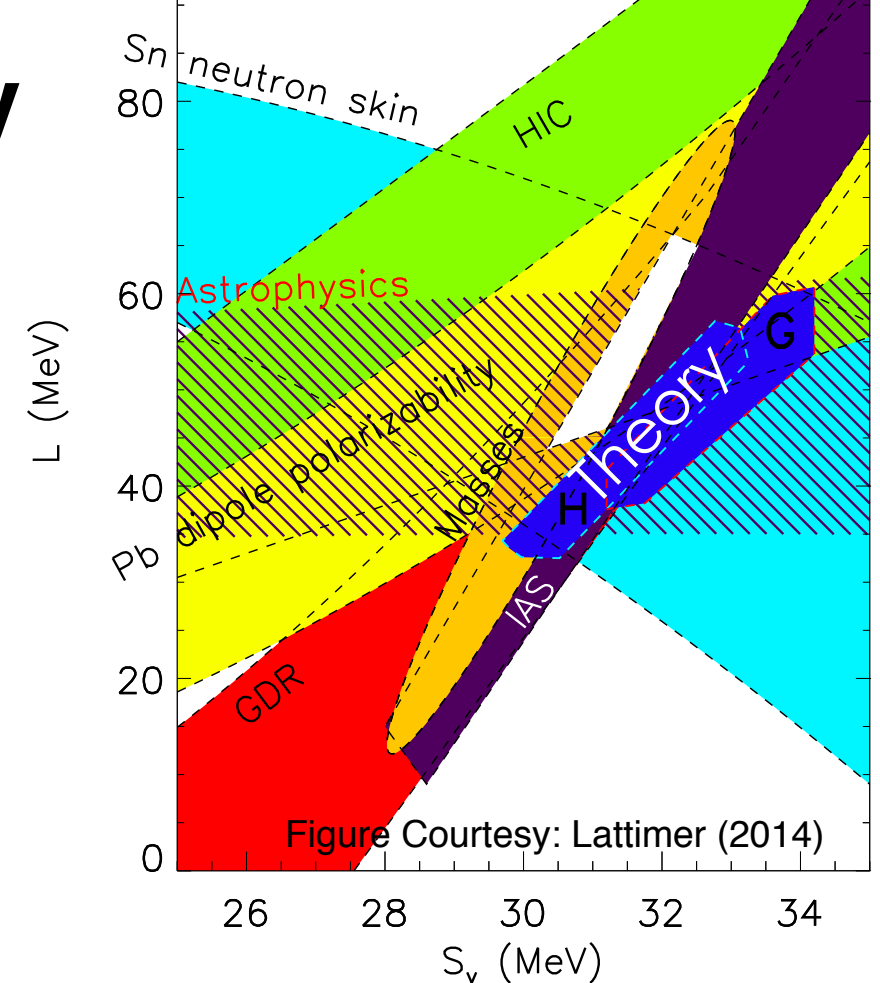 y
Sn neutron skin
HIC
80
Astrophysics
60
G
Theory
Pb dipole polarizability
Masses
L (MeV)
40
H
IAS
20
GDR
Figure Courtesy: Lattimer (2014)
0
26 28 30 32 34
Sv (MeV)